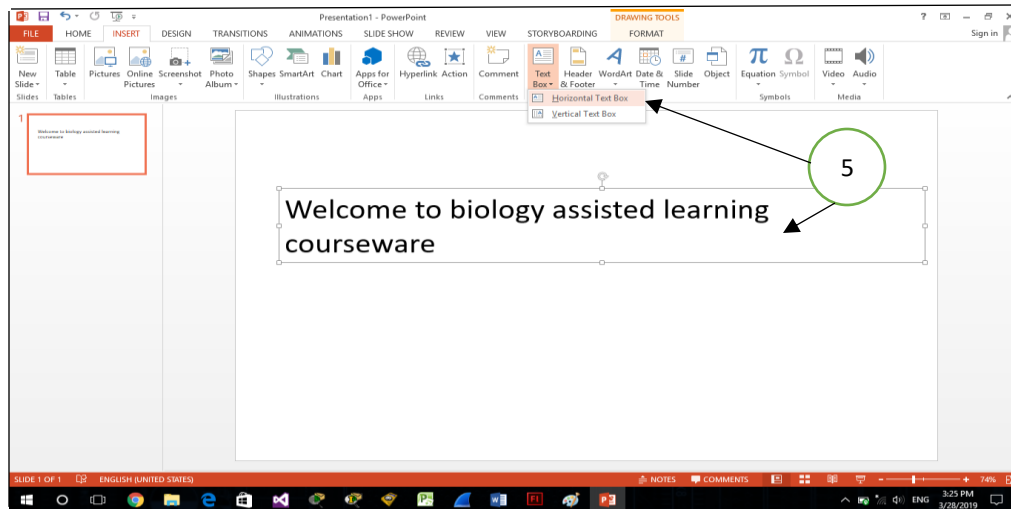 Presentation1 - PowerPoint
DRAWING TOOLS
?
FILE HOME INSERT DESIGN TRANSITIONS ANIMATIONS SLIDE SHOW REVIEW VIEW STORYBOARDING FORMAT Sign in
New Table Pictures Online Screenshot Photo Shapes SmartArt Chart Apps for Hyperlink Action Comment Text Header WordArt Date & Slide Object Equation Symbol Video Audio
Slide Pictures Album Office Box & Footer Time Number
Slides Tables Images Illustrations Apps Links Comments Symbols Media
Horizontal Text Box
Vertical Text Box
1
Welcome to biology assisted learning
courseware
5
Welcome to biology assisted learning
courseware
SLIDE 1 OF 1 ENGLISH (UNITED STATES) NOTES COMMENTS 74%
ENG 3:25 PM
3/28/2019